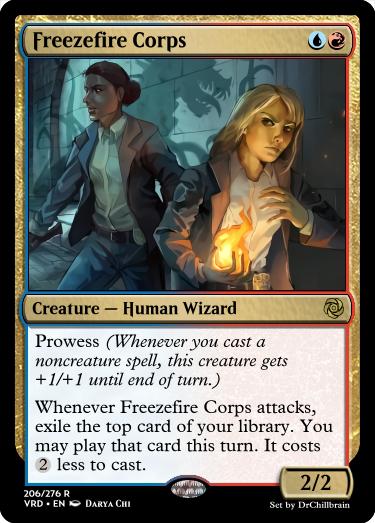 Freezefire Corps
Creature — Human Wizard
Prowess (Whenever you cast a
noncreature spell, this creature gets
+1/+1 until end of turn.)
Whenever Freezefire Corps attacks,
exile the top card of your library. You
may play that card this turn. It costs
2 less to cast.
2/2
206/276 R
VRD • EN Darya Chi
Set by DrChillbrain